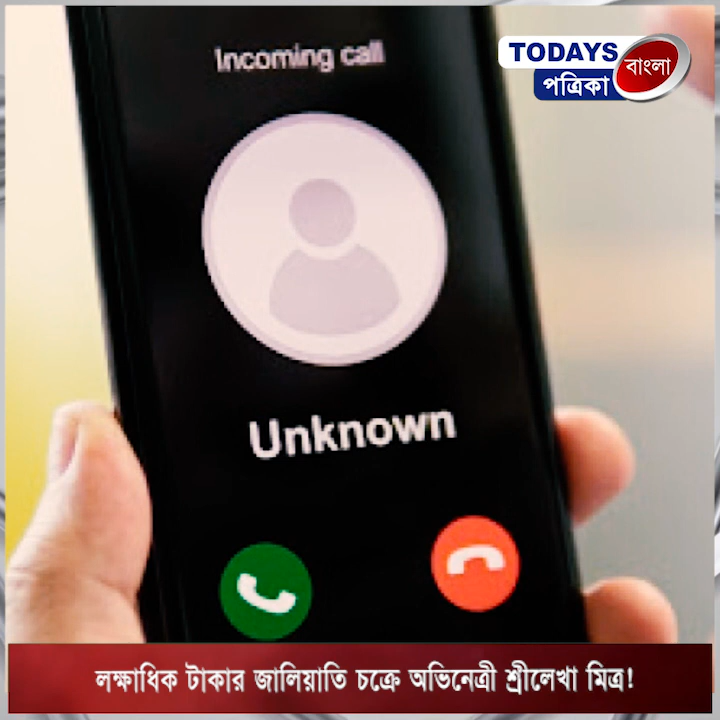 Incoming call
TODAYS
পত্রিকা
বাংলা
Unknown
লক্ষাধিক টাকার জালিয়াতি চক্রে অভিনেত্রী শ্রীলেখা মিত্র!